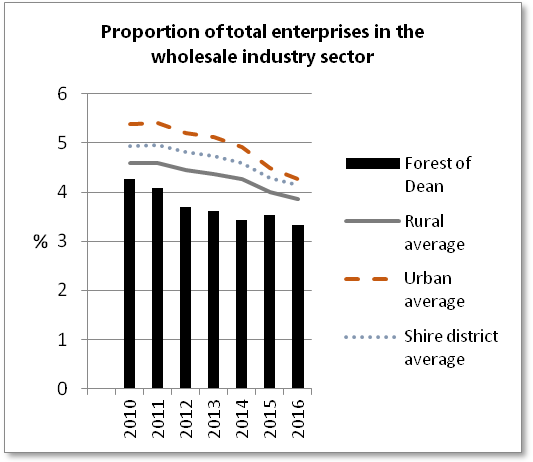 Proportion of total enterprises in the
wholesale industry sector
6
5
4
3
2
1
0
%
2010
2011
2012
2013
2014
2015
2016
Forest of
Dean
Rural
average
Urban
average
Shire district
average